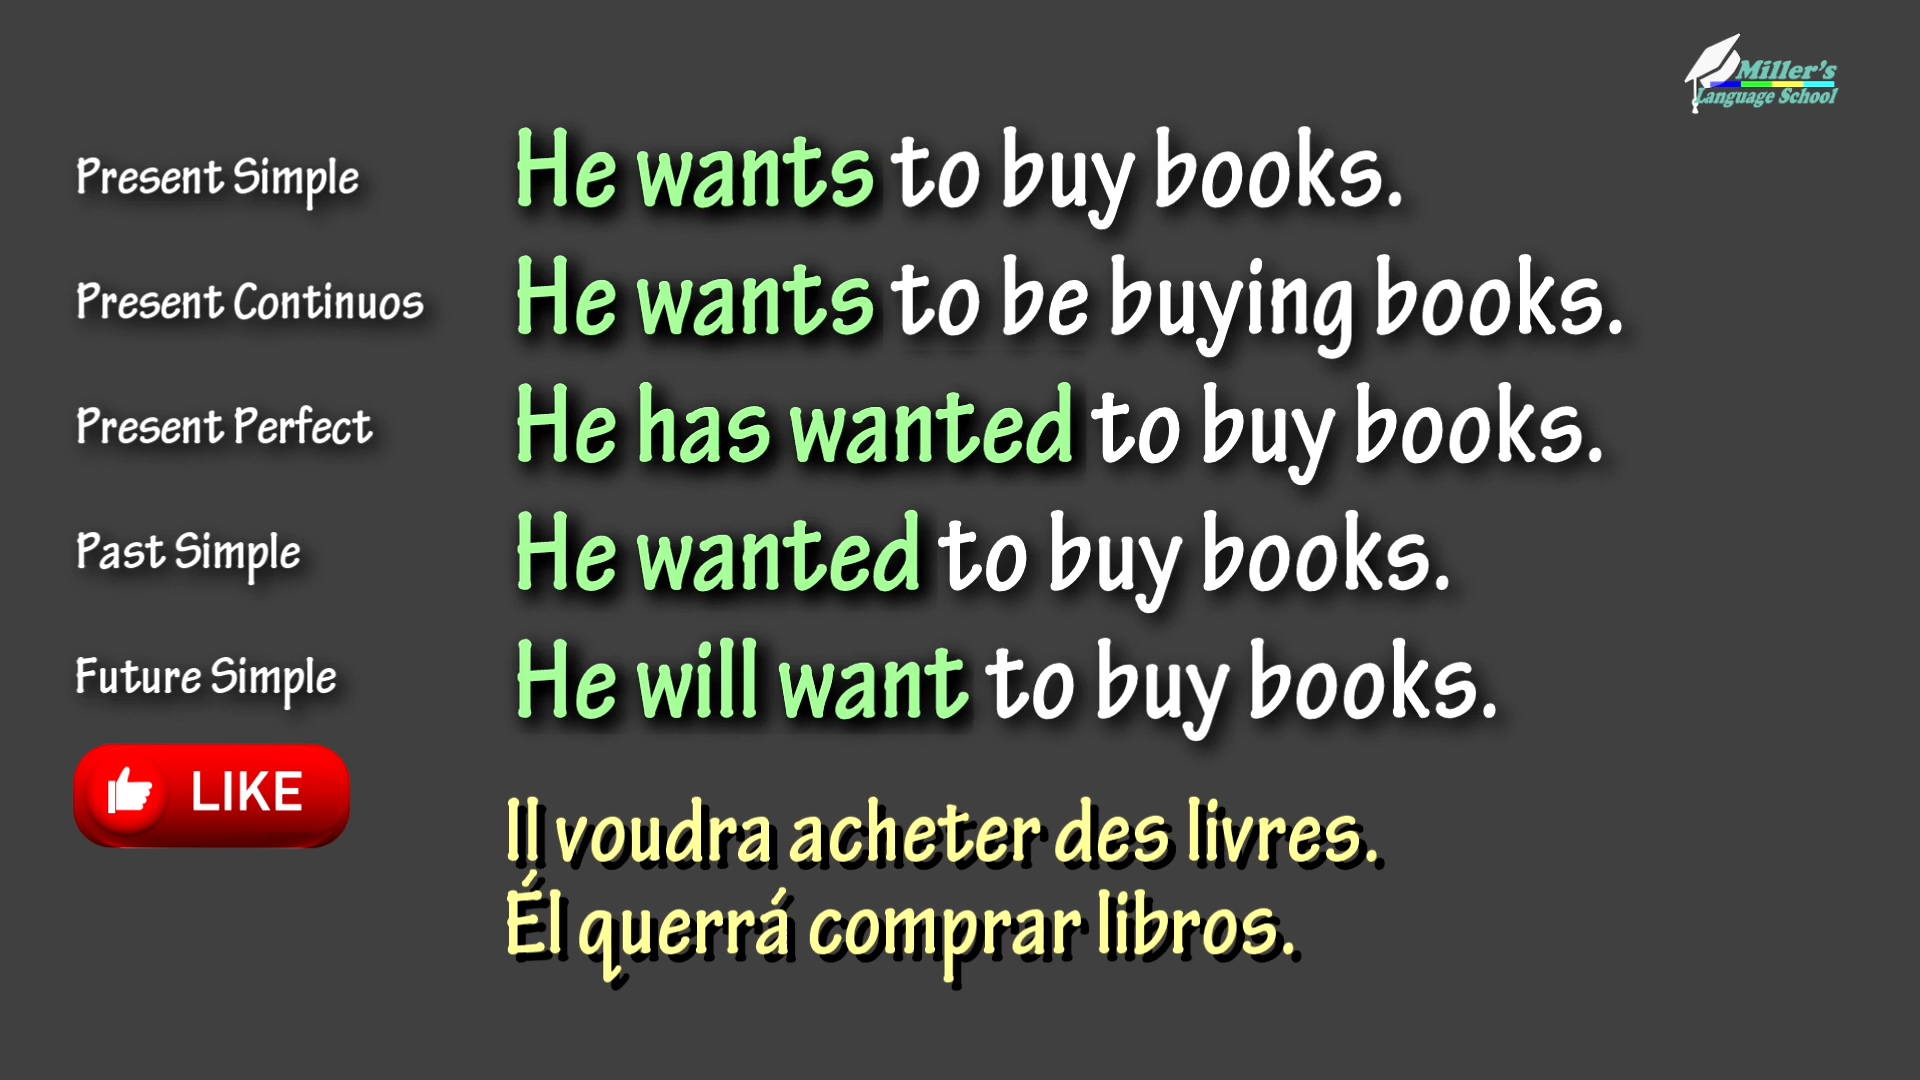 Miller's
Language School
Present Simple He wants to buy books.
Present Continuos He wants to be buying books.
Present Perfect He has wanted to buy books.
Past Simple He wanted to buy books.
Future Simple He will want to buy books.
LIKE
Il voudra acheter des livres.
Él querrá comprar libros.